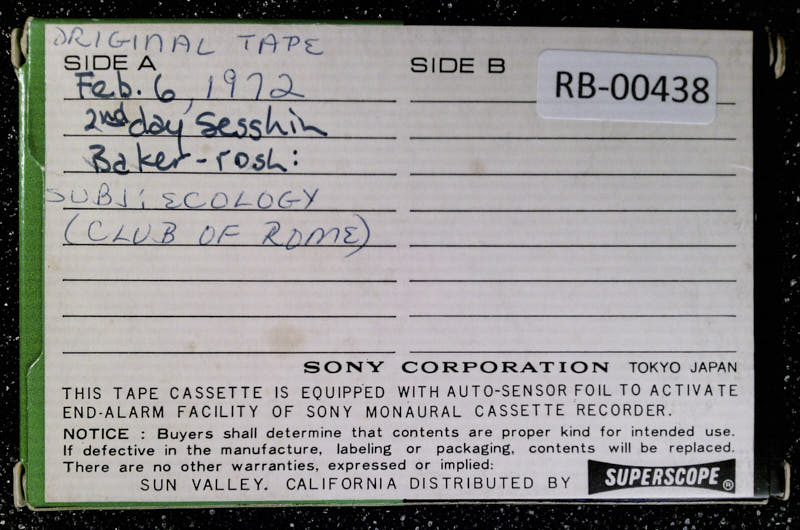 ORIGINAL TAPE
SIDE A
Feb. 6, 1972
2nd day Sesshin
Baker-roshi
SUBJ: ECOLOGY
(CLUB OF ROME)
SIDE B
RB-00438
SONY CORPORATION TOKYO JAPAN
THIS TAPE CASSETTE IS EQUIPPED WITH AUTO-SENSOR FOIL TO ACTIVATE
END-ALARM FACILITY OF SONY MONAURAL CASSETTE RECORDER.
NOTICE : Buyers shall determine that contents are proper kind for intended use.
If defective in the manufacture, labeling or packaging, contents will be replaced.
There are no other warranties, expressed or implied:
SUN VALLEY. CALIFORNIA DISTRIBUTED BY SUPERSCOPE®